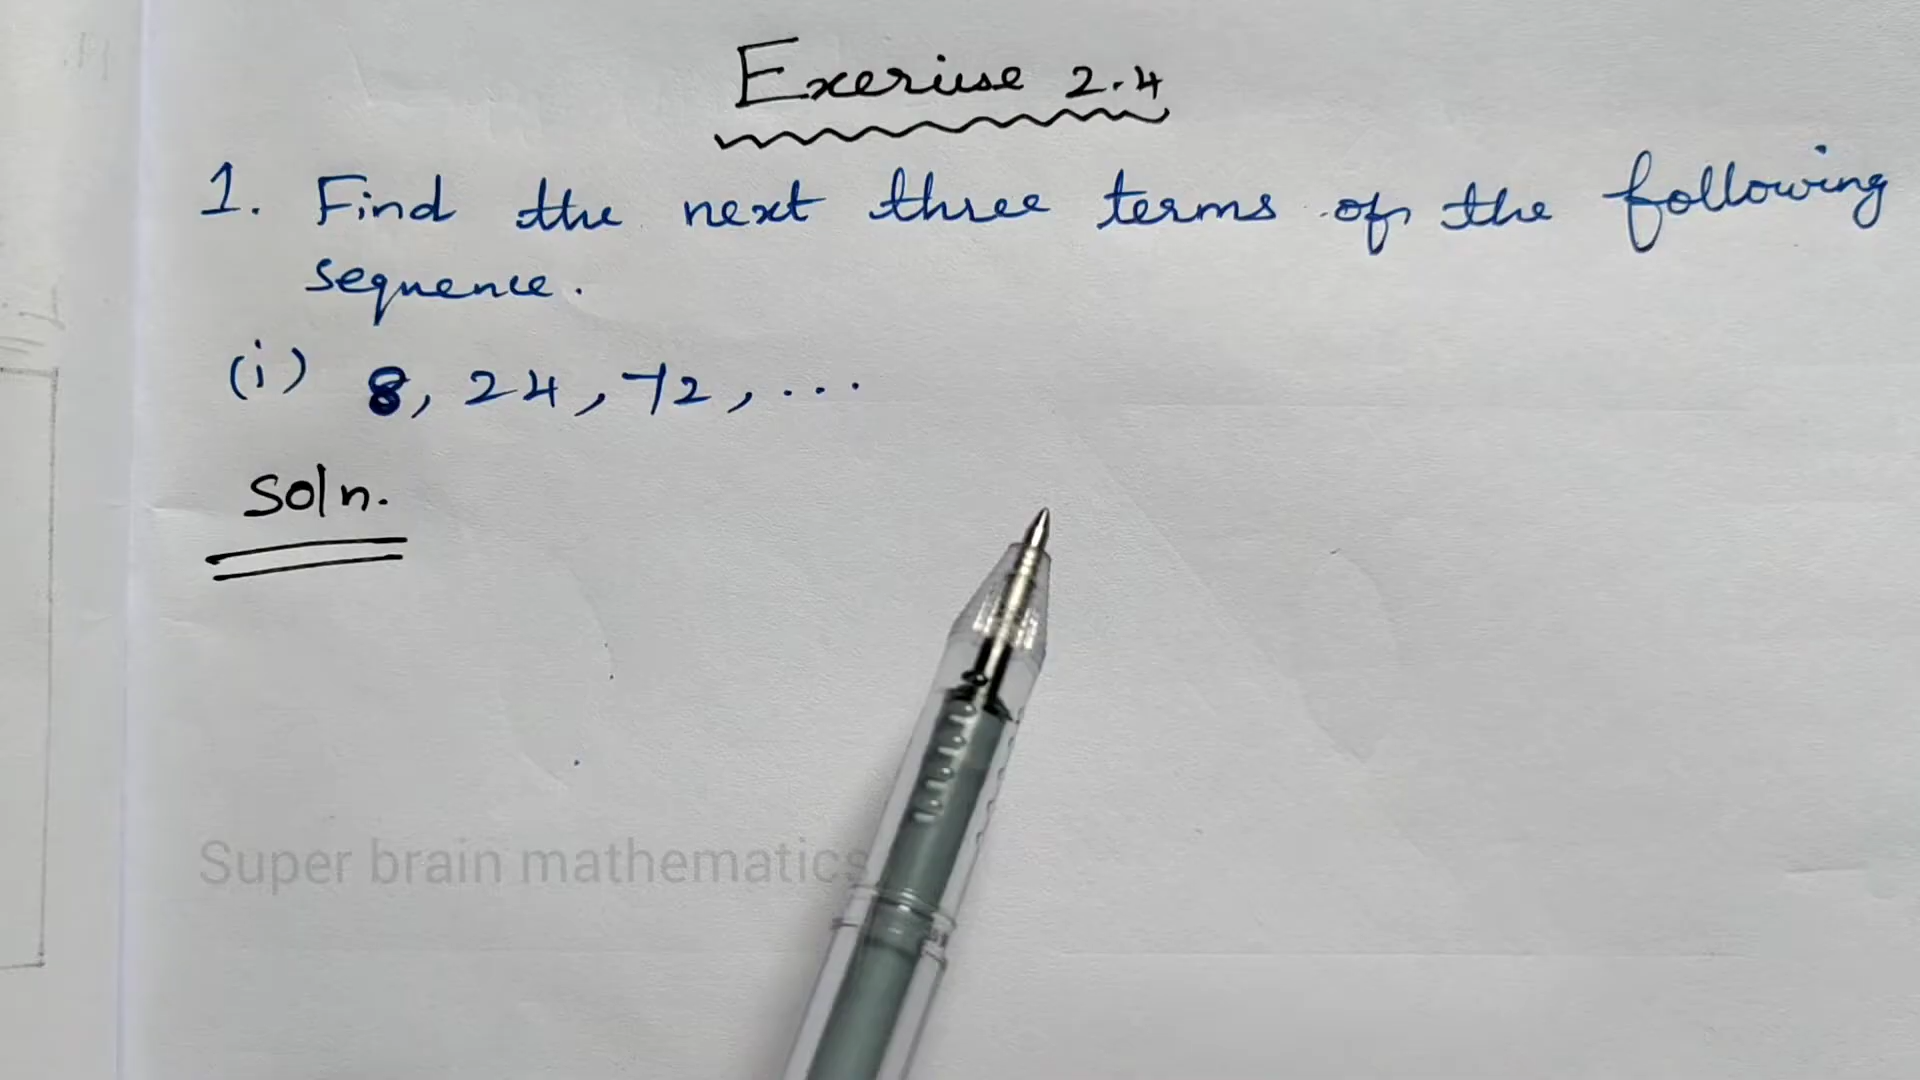 Exercise 2.4
1. Find the next three terms of the following
sequence.
(i) 8, 24, 72, ...
Soln.
Super brain mathematics